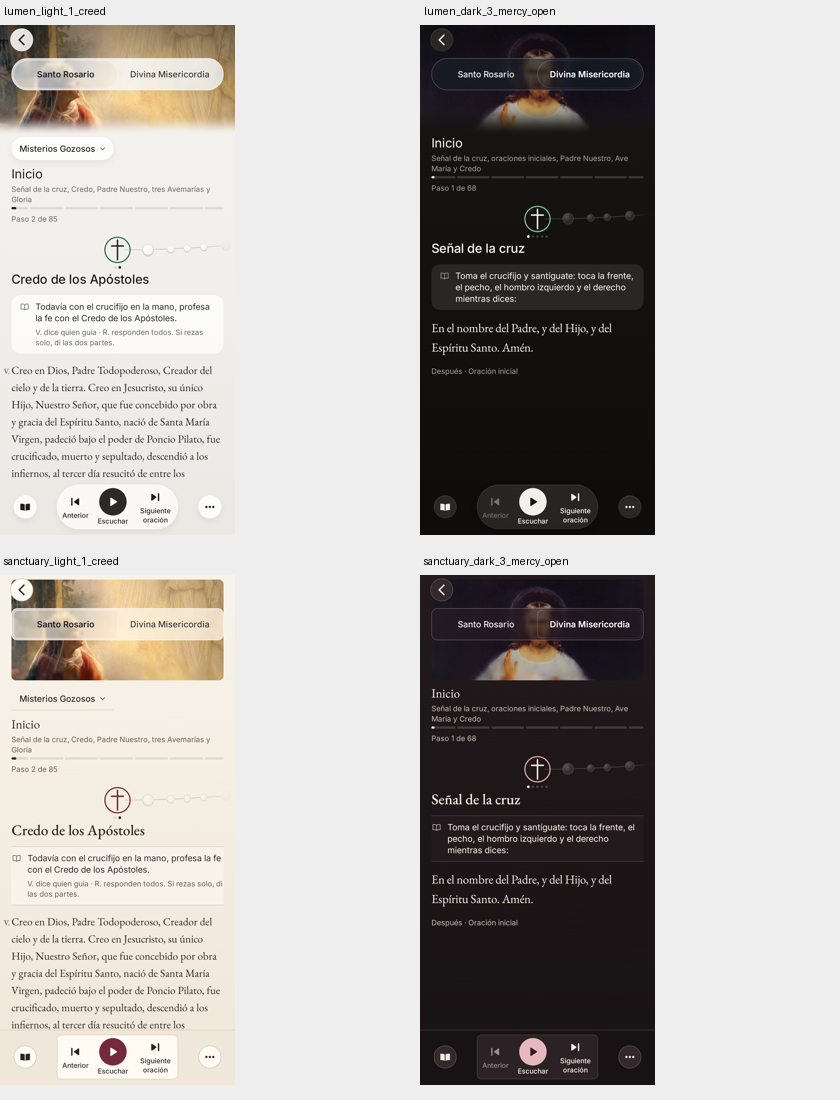 lumen_light_1_creed
Santo Rosario
Divina Misericordia
Misterios Gozosos
Inicio
Señal de la cruz, Credo, Padre Nuestro, tres Avemarías y
Gloria
Paso 2 de 85
Credo de los Apóstoles
Todavía con el crucifijo en la mano, profesa
la fe con el Credo de los Apóstoles.
V. dice quien guía · R. responden todos. Si rezas
solo, di las dos partes.
V. Creo en Dios, Padre Todopoderoso, Creador del
cielo y de la tierra. Creo en Jesucristo, su único
Hijo, Nuestro Señor, que fue concebido por obra
y gracia del Espíritu Santo, nació de Santa María
Virgen, padeció bajo el poder de Poncio Pilato, fue
crucificado, muerto y sepultado, descendió a los
infiernos, al tercer día resucitó de entre los
Anterior
Escuchar
Siguiente
oración
lumen_dark_3_mercy_open
Santo Rosario
Divina Misericordia
Inicio
Señal de la cruz, oraciones iniciales, Padre Nuestro, Ave
María y Credo
Paso 1 de 68
Señal de la cruz
Toma el crucifijo y santíguate: toca la frente,
el pecho, el hombro izquierdo y el derecho
mientras dices:
En el nombre del Padre, y del Hijo, y del
Espíritu Santo. Amén.
Después · Oración inicial
Anterior
Escuchar
Siguiente
oración
sanctuary_light_1_creed
Santo Rosario
Divina Misericordia
Misterios Gozosos
Inicio
Señal de la cruz, Credo, Padre Nuestro, tres Avemarías y
Gloria
Paso 2 de 85
Credo de los Apóstoles
Todavía con el crucifijo en la mano, profesa la fe
con el Credo de los Apóstoles.
V. dice quien guía · R. responden todos. Si rezas solo, di
las dos partes.
V. Creo en Dios, Padre Todopoderoso, Creador del
cielo y de la tierra. Creo en Jesucristo, su único
Hijo, Nuestro Señor, que fue concebido por obra
y gracia del Espíritu Santo, nació de Santa María
Virgen, padeció bajo el poder de Poncio Pilato, fue
crucificado, muerto y sepultado, descendió a los
infiernos, al tercer día resucitó de entre los
Anterior
Escuchar
Siguiente
oración
sanctuary_dark_3_mercy_open
Santo Rosario
Divina Misericordia
Inicio
Señal de la cruz, oraciones iniciales, Padre Nuestro, Ave
María y Credo
Paso 1 de 68
Señal de la cruz
Toma el crucifijo y santíguate: toca la frente, el
pecho, el hombro izquierdo y el derecho
mientras dices:
En el nombre del Padre, y del Hijo, y del
Espíritu Santo. Amén.
Después · Oración inicial
Anterior
Escuchar
Siguiente
oración